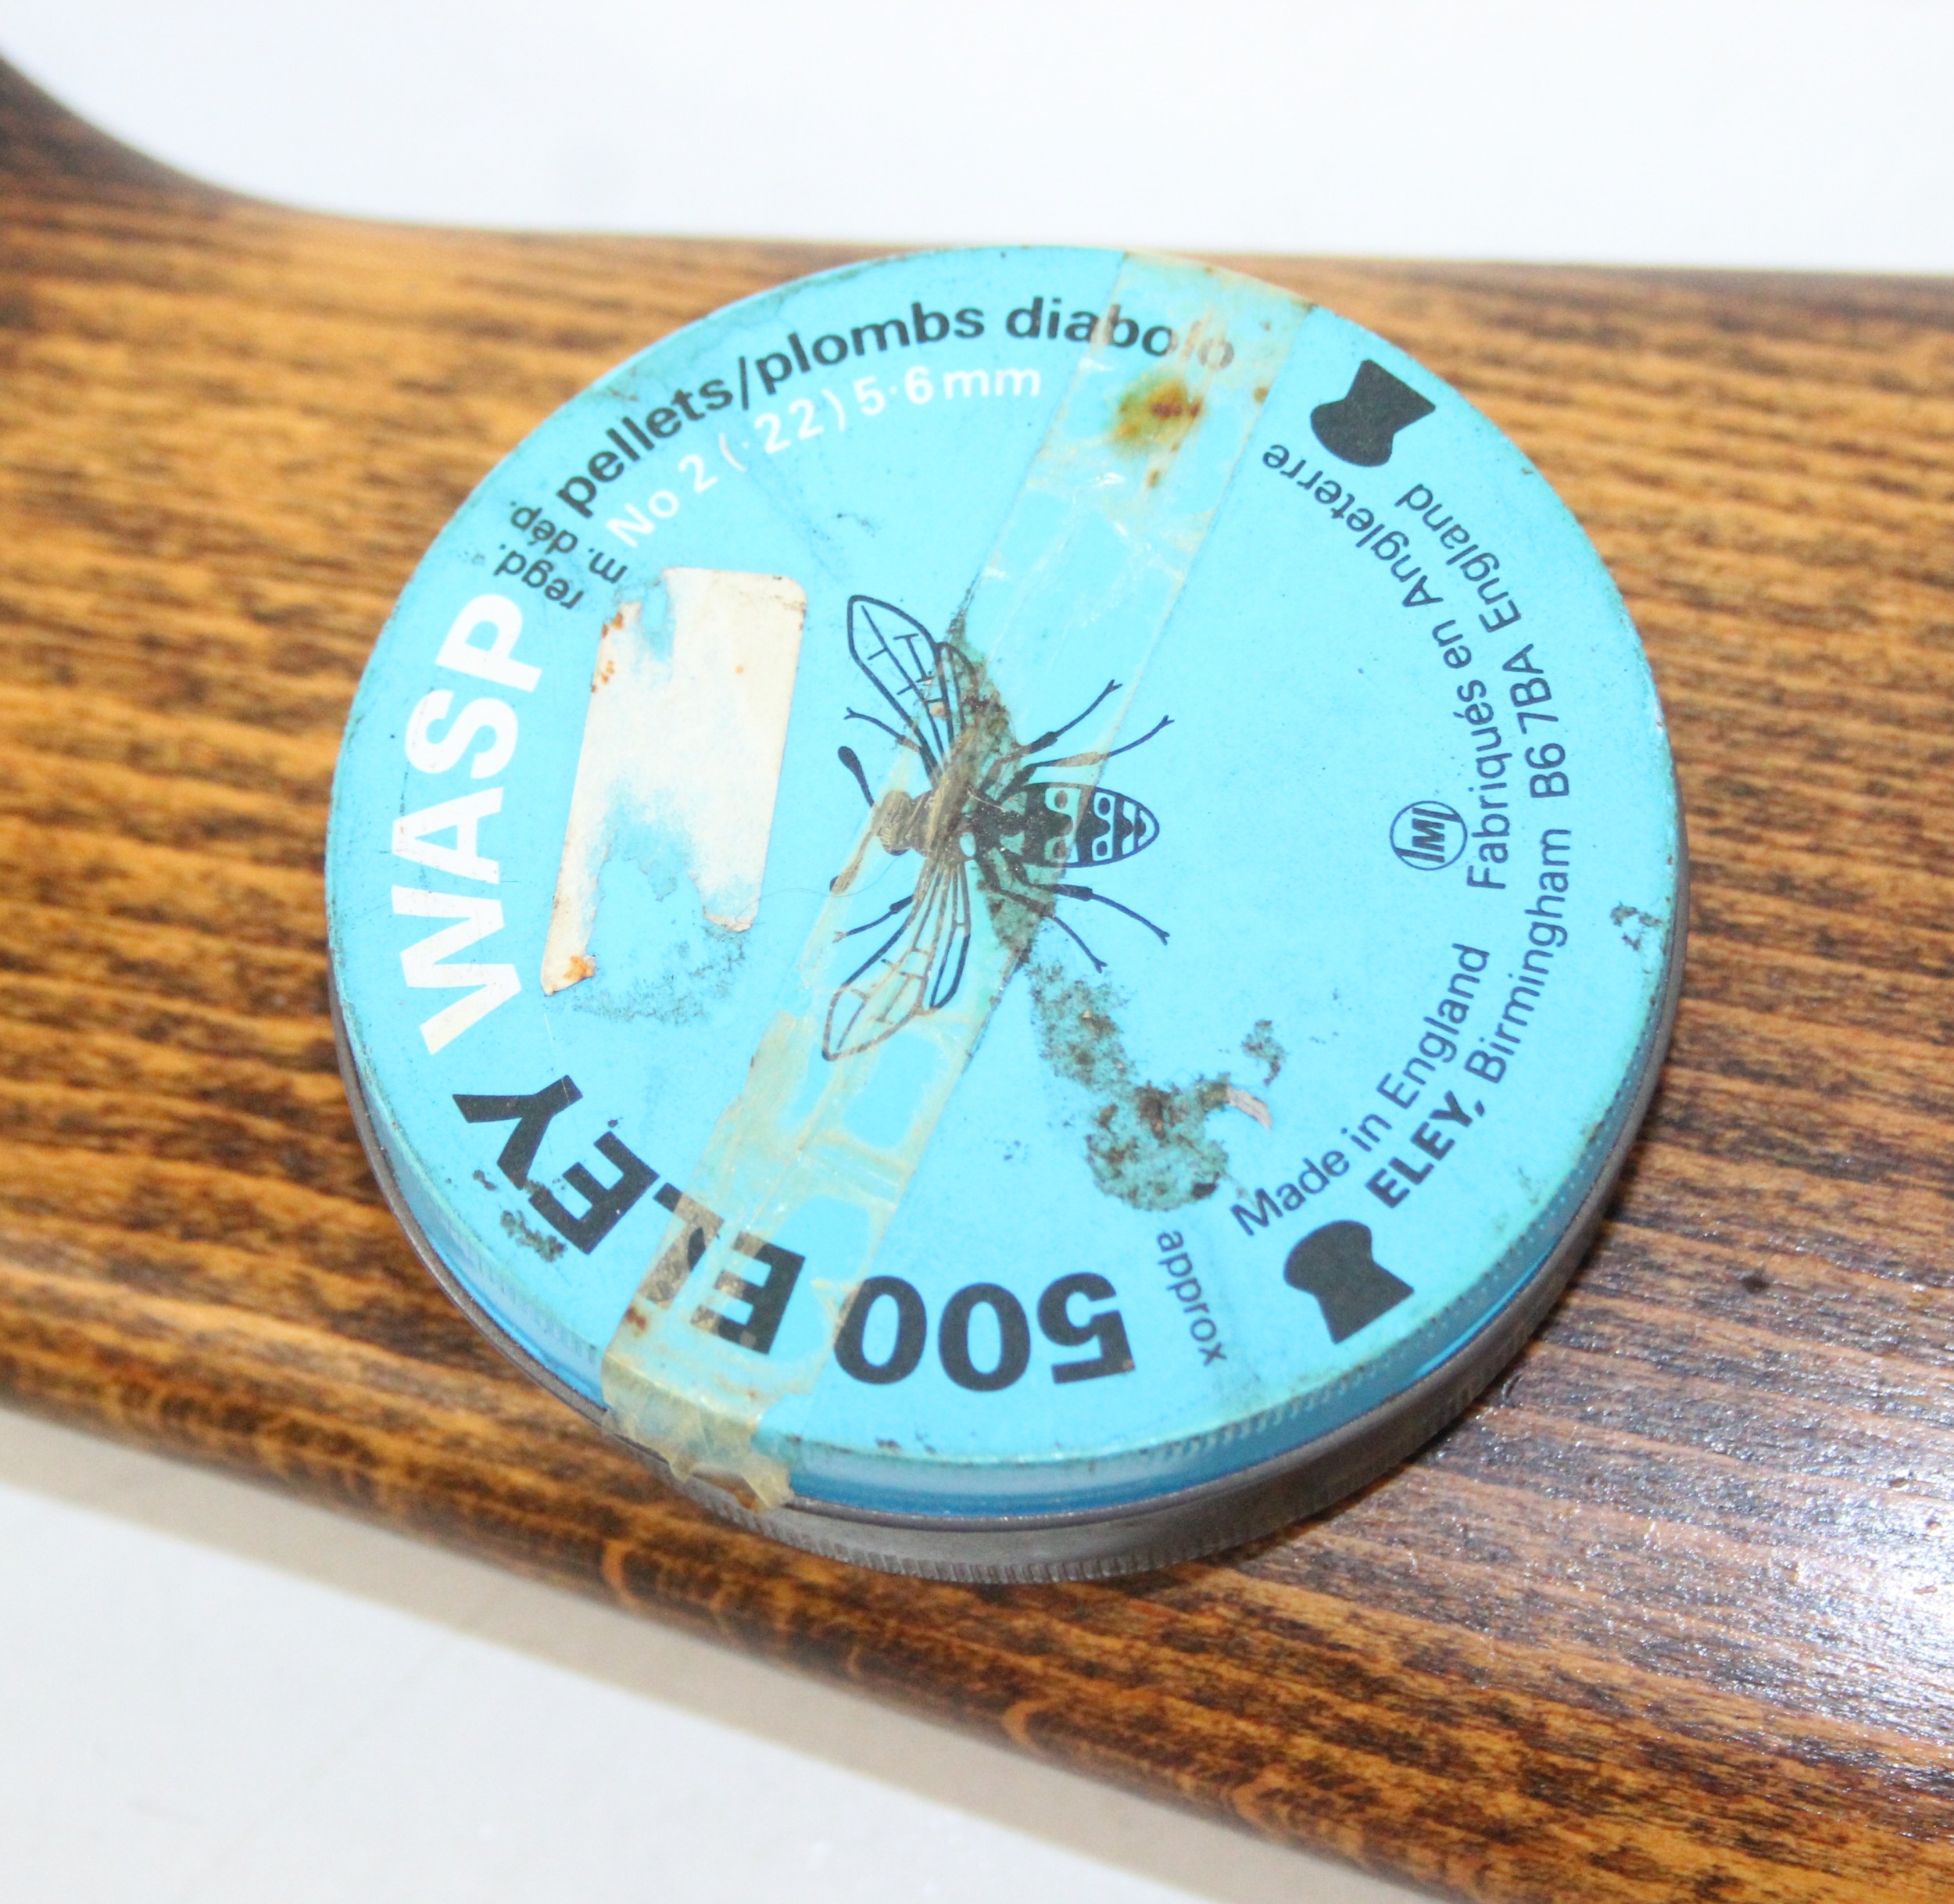 500 ELEY WASP
approx
regd.
m. dép.
pellets/plombs diabolo
No 2 (·22) 5·6mm
IMI
Made in England Fabriqués en Angleterre
ELEY, Birmingham B6 7BA England